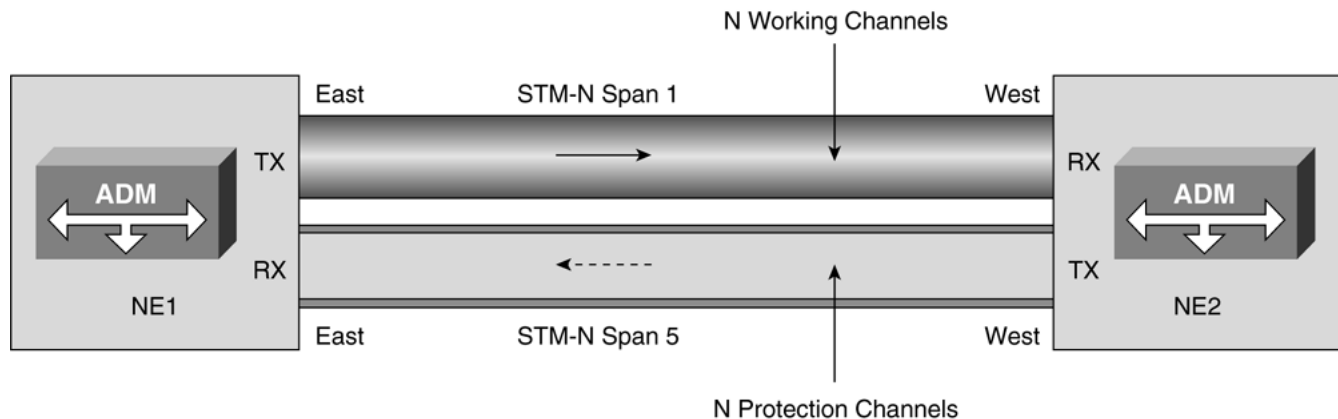 N Working Channels
East
STM-N Span 1
West
TX
RX
ADM
ADM
RX
TX
NE1
NE2
East
STM-N Span 5
West
N Protection Channels